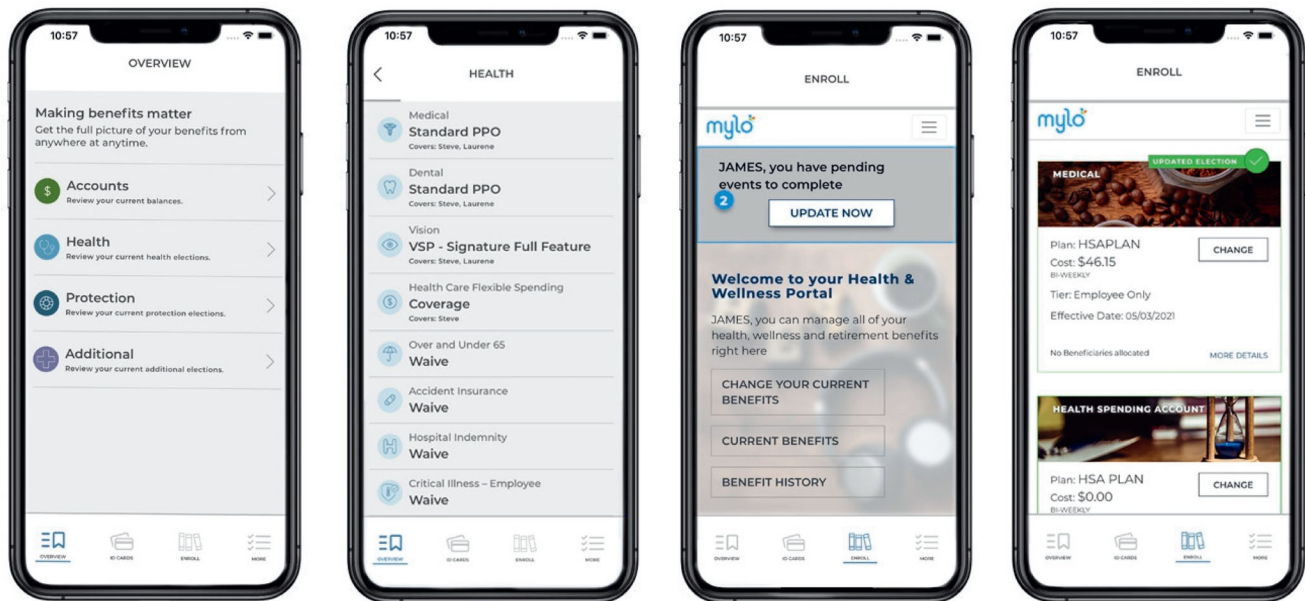 10:57
OVERVIEW
Making benefits matter
Get the full picture of your benefits from
anywhere at anytime.
$
Accounts
Review your current balances.
Health
Review your current health elections.
Protection
Review your current protection elections.
Additional
Review your current additional elections.
OVERVIEW
ID CARDS
ENROLL
MORE
10:57
HEALTH
Medical
Standard PPO
Covers: Steve, Laurene
Dental
Standard PPO
Covers: Steve, Laurene
Vision
VSP - Signature Full Feature
Covers: Steve, Laurene
$
Health Care Flexible Spending
Coverage
Covers: Steve
Over and Under 65
Waive
Accident Insurance
Waive
Hospital Indemnity
Waive
Critical Illness – Employee
Waive
OVERVIEW
ID CARDS
ENROLL
MORE
10:57
ENROLL
mylo
JAMES, you have pending
events to complete
2
UPDATE NOW
Welcome to your Health &
Wellness Portal
JAMES, you can manage all of your
health, wellness and retirement benefits
right here
CHANGE YOUR CURRENT
BENEFITS
CURRENT BENEFITS
BENEFIT HISTORY
OVERVIEW
ID CARDS
ENROLL
MORE
10:57
ENROLL
mylo
UPDATED ELECTION
MEDICAL
Plan: HSAPLAN
CHANGE
Cost: $46.15
BI-WEEKLY
Tier: Employee Only
Effective Date: 05/03/2021
No Beneficiaries allocated
MORE DETAILS
HEALTH SPENDING ACCOUNT
Plan: HSA PLAN
CHANGE
Cost: $0.00
BI-WEEKLY
OVERVIEW
ID CARDS
ENROLL
MORE